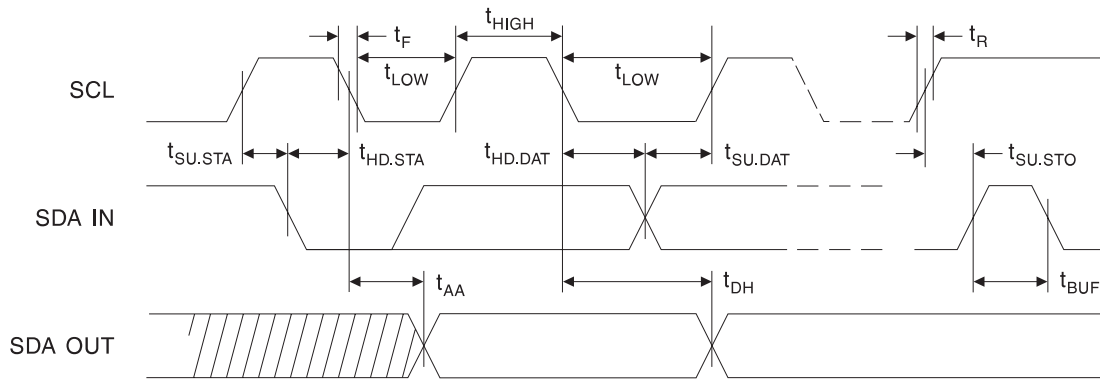 tHIGH
tF
tR
tLOW
tLOW
SCL
tSU.STA
tHD.STA
tHD.DAT
tSU.DAT
tSU.STO
SDA IN
tAA
tDH
tBUF
SDA OUT